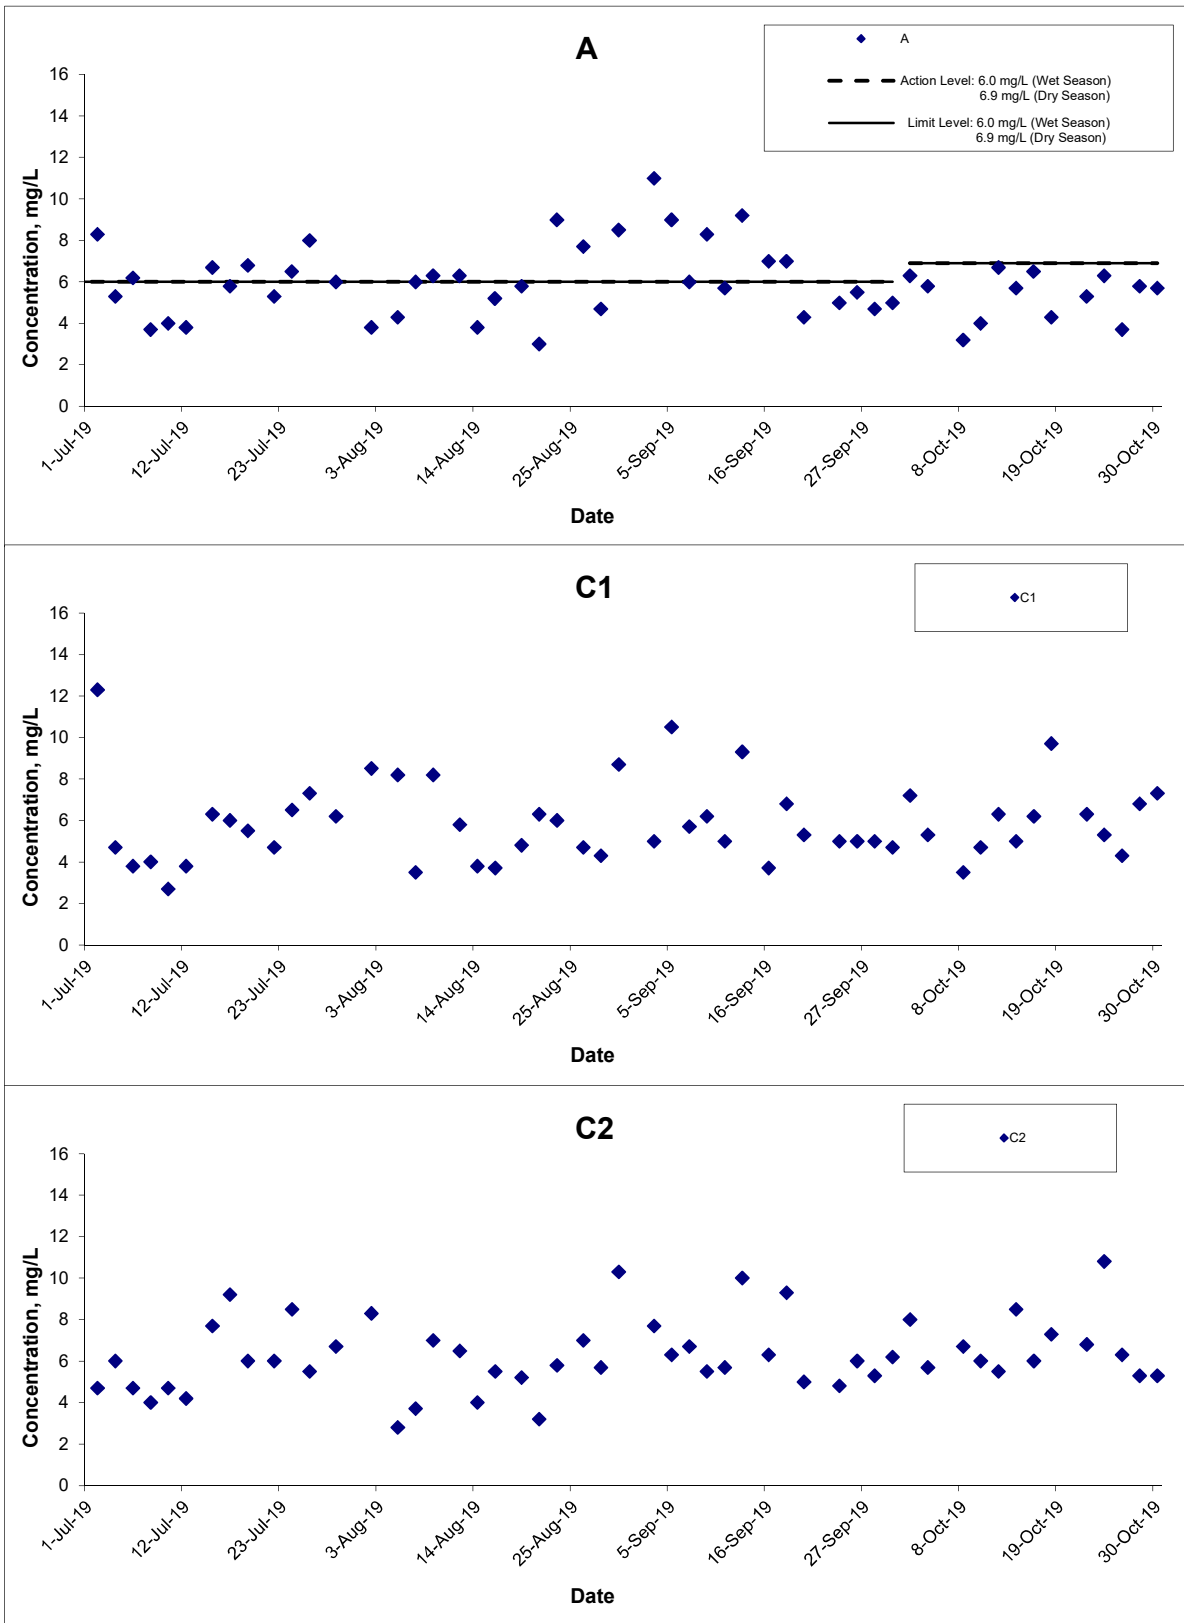 A
A
Action Level: 6.0 mg/L (Wet Season)
6.9 mg/L (Dry Season)
Limit Level: 6.0 mg/L (Wet Season)
6.9 mg/L (Dry Season)
Concentration, mg/L
16
14
12
10
8
6
4
2
0
1-Jul-19
12-Jul-19
23-Jul-19
3-Aug-19
14-Aug-19
25-Aug-19
5-Sep-19
16-Sep-19
27-Sep-19
8-Oct-19
19-Oct-19
30-Oct-19
Date
C1
C1
Concentration, mg/L
16
14
12
10
8
6
4
2
0
1-Jul-19
12-Jul-19
23-Jul-19
3-Aug-19
14-Aug-19
25-Aug-19
5-Sep-19
16-Sep-19
27-Sep-19
8-Oct-19
19-Oct-19
30-Oct-19
Date
C2
C2
Concentration, mg/L
16
14
12
10
8
6
4
2
0
1-Jul-19
12-Jul-19
23-Jul-19
3-Aug-19
14-Aug-19
25-Aug-19
5-Sep-19
16-Sep-19
27-Sep-19
8-Oct-19
19-Oct-19
30-Oct-19
Date